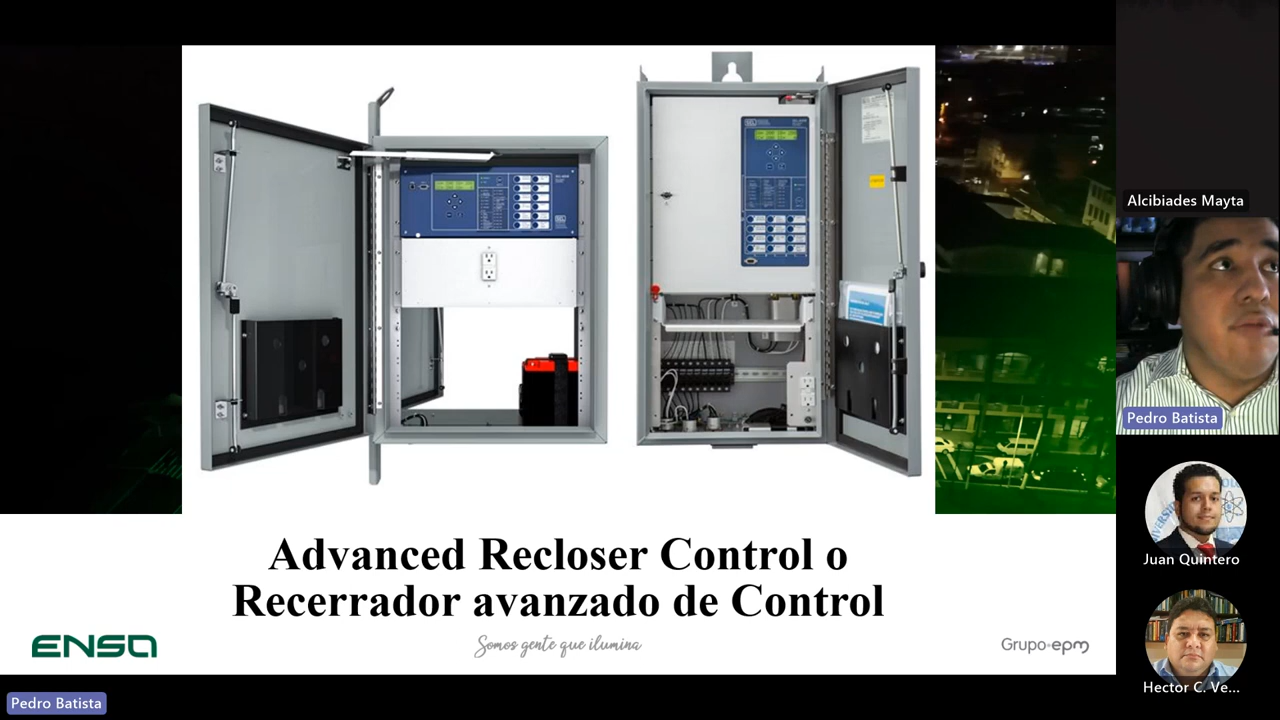 Advanced Recloser Control o
Recerrador avanzado de Control
ENSA
Somos gente que ilumina
Grupo epm
Pedro Batista
Alcibiades Mayta
Pedro Batista
Juan Quintero
Hector C. Ve...